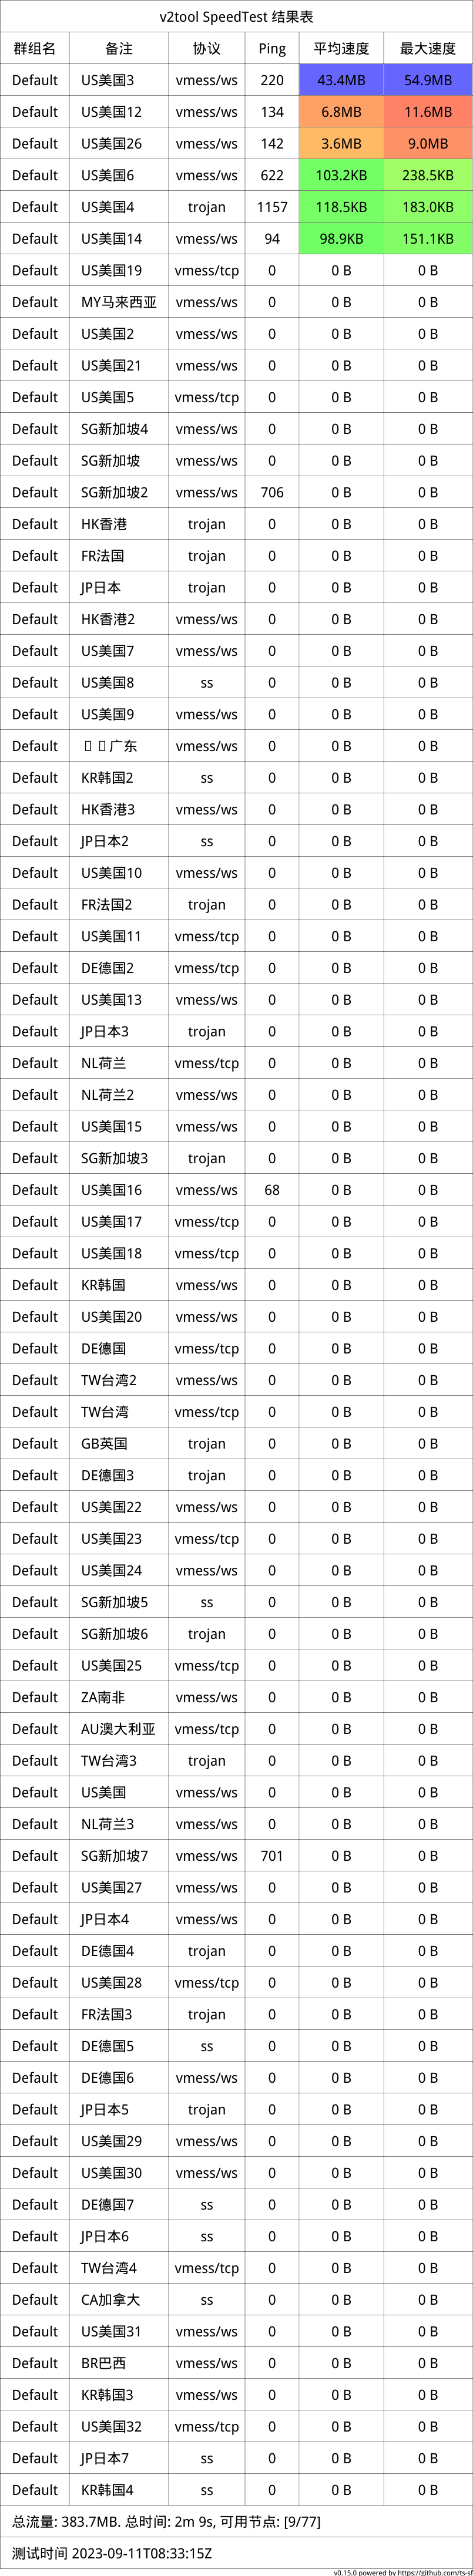 v2tool SpeedTest 结果表
群组名 备注 协议 Ping 平均速度 最大速度
Default US美国3 vmess/ws 220 43.4MB 54.9MB
Default US美国12 vmess/ws 134 6.8MB 11.6MB
Default US美国26 vmess/ws 142 3.6MB 9.0MB
Default US美国6 vmess/ws 622 103.2KB 238.5KB
Default US美国4 trojan 1157 118.5KB 183.0KB
Default US美国14 vmess/ws 94 98.9KB 151.1KB
Default US美国19 vmess/tcp 0 0 B 0 B
Default MY马来西亚 vmess/ws 0 0 B 0 B
Default US美国2 vmess/ws 0 0 B 0 B
Default US美国21 vmess/ws 0 0 B 0 B
Default US美国5 vmess/tcp 0 0 B 0 B
Default SG新加坡4 vmess/ws 0 0 B 0 B
Default SG新加坡 vmess/ws 0 0 B 0 B
Default SG新加坡2 vmess/ws 706 0 B 0 B
Default HK香港 trojan 0 0 B 0 B
Default FR法国 trojan 0 0 B 0 B
Default JP日本 trojan 0 0 B 0 B
Default HK香港2 vmess/ws 0 0 B 0 B
Default US美国7 vmess/ws 0 0 B 0 B
Default US美国8 ss 0 0 B 0 B
Default US美国9 vmess/ws 0 0 B 0 B
Default 广东 vmess/ws 0 0 B 0 B
Default KR韩国2 ss 0 0 B 0 B
Default HK香港3 vmess/ws 0 0 B 0 B
Default JP日本2 ss 0 0 B 0 B
Default US美国10 vmess/ws 0 0 B 0 B
Default FR法国2 trojan 0 0 B 0 B
Default US美国11 vmess/tcp 0 0 B 0 B
Default DE德国2 vmess/tcp 0 0 B 0 B
Default US美国13 vmess/ws 0 0 B 0 B
Default JP日本3 trojan 0 0 B 0 B
Default NL荷兰 vmess/tcp 0 0 B 0 B
Default NL荷兰2 vmess/ws 0 0 B 0 B
Default US美国15 vmess/ws 0 0 B 0 B
Default SG新加坡3 trojan 0 0 B 0 B
Default US美国16 vmess/ws 68 0 B 0 B
Default US美国17 vmess/tcp 0 0 B 0 B
Default US美国18 vmess/tcp 0 0 B 0 B
Default KR韩国 vmess/ws 0 0 B 0 B
Default US美国20 vmess/ws 0 0 B 0 B
Default DE德国 vmess/tcp 0 0 B 0 B
Default TW台湾2 vmess/ws 0 0 B 0 B
Default TW台湾 vmess/tcp 0 0 B 0 B
Default GB英国 trojan 0 0 B 0 B
Default DE德国3 trojan 0 0 B 0 B
Default US美国22 vmess/ws 0 0 B 0 B
Default US美国23 vmess/tcp 0 0 B 0 B
Default US美国24 vmess/ws 0 0 B 0 B
Default SG新加坡5 ss 0 0 B 0 B
Default SG新加坡6 trojan 0 0 B 0 B
Default US美国25 vmess/tcp 0 0 B 0 B
Default ZA南非 vmess/ws 0 0 B 0 B
Default AU澳大利亚 vmess/tcp 0 0 B 0 B
Default TW台湾3 trojan 0 0 B 0 B
Default US美国 vmess/ws 0 0 B 0 B
Default NL荷兰3 vmess/ws 0 0 B 0 B
Default SG新加坡7 vmess/ws 701 0 B 0 B
Default US美国27 vmess/ws 0 0 B 0 B
Default JP日本4 vmess/ws 0 0 B 0 B
Default DE德国4 trojan 0 0 B 0 B
Default US美国28 vmess/tcp 0 0 B 0 B
Default FR法国3 trojan 0 0 B 0 B
Default DE德国5 ss 0 0 B 0 B
Default DE德国6 vmess/ws 0 0 B 0 B
Default JP日本5 trojan 0 0 B 0 B
Default US美国29 vmess/ws 0 0 B 0 B
Default US美国30 vmess/ws 0 0 B 0 B
Default DE德国7 ss 0 0 B 0 B
Default JP日本6 ss 0 0 B 0 B
Default TW台湾4 vmess/tcp 0 0 B 0 B
Default CA加拿大 ss 0 0 B 0 B
Default US美国31 vmess/ws 0 0 B 0 B
Default BR巴西 vmess/ws 0 0 B 0 B
Default KR韩国3 vmess/ws 0 0 B 0 B
Default US美国32 vmess/tcp 0 0 B 0 B
Default JP日本7 ss 0 0 B 0 B
Default KR韩国4 ss 0 0 B 0 B
总流量: 383.7MB. 总时间: 2m 9s, 可用节点: [9/77]
测试时间 2023-09-11T08:33:15Z
v0.15.0 powered by